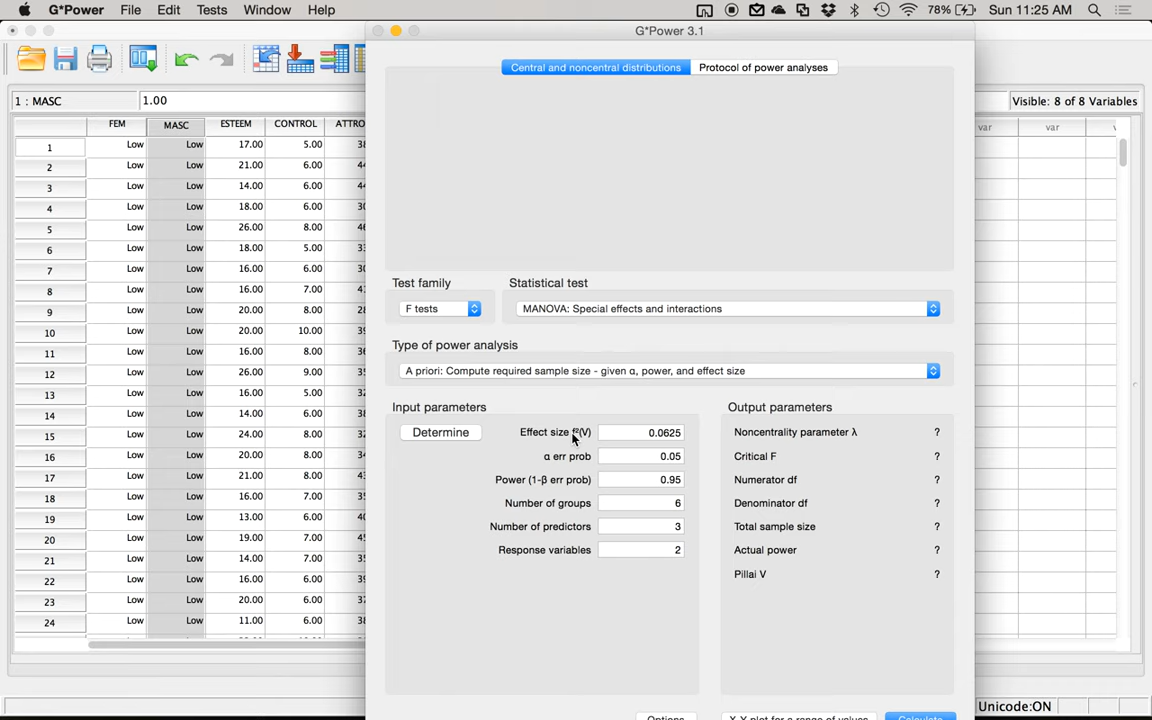 G*Power File Edit Tests Window Help 78% Sun 11:25 AM
G*Power 3.1
Central and noncentral distributions Protocol of power analyses
1 : MASC 1.00 Visible: 8 of 8 Variables
FEM MASC ESTEEM CONTROL ATTRO var var
1 Low Low 17.00 5.00
2 Low Low 21.00 6.00
3 Low Low 14.00 6.00
4 Low Low 18.00 6.00
5 Low Low 26.00 8.00
6 Low Low 18.00 5.00
7 Low Low 16.00 6.00
8 Low Low 16.00 7.00
9 Low Low 20.00 8.00
10 Low Low 20.00 10.00
11 Low Low 16.00 8.00
12 Low Low 26.00 9.00
13 Low Low 16.00 5.00
14 Low Low 14.00 6.00
15 Low Low 24.00 8.00
16 Low Low 20.00 8.00
17 Low Low 21.00 8.00
18 Low Low 16.00 7.00
19 Low Low 13.00 6.00
20 Low Low 19.00 7.00
21 Low Low 14.00 7.00
22 Low Low 16.00 6.00
23 Low Low 20.00 6.00
24 Low Low 11.00 6.00
Test family Statistical test
F tests MANOVA: Special effects and interactions
Type of power analysis
A priori: Compute required sample size - given α, power, and effect size
Input parameters Output parameters
Determine Effect size f²(V) 0.0625 Noncentrality parameter λ ?
α err prob 0.05 Critical F ?
Power (1-β err prob) 0.95 Numerator df ?
Number of groups 6 Denominator df ?
Number of predictors 3 Total sample size ?
Response variables 2 Actual power ?
Pillai V ?
Options X-Y plot for a range of values Calculate
Unicode:ON